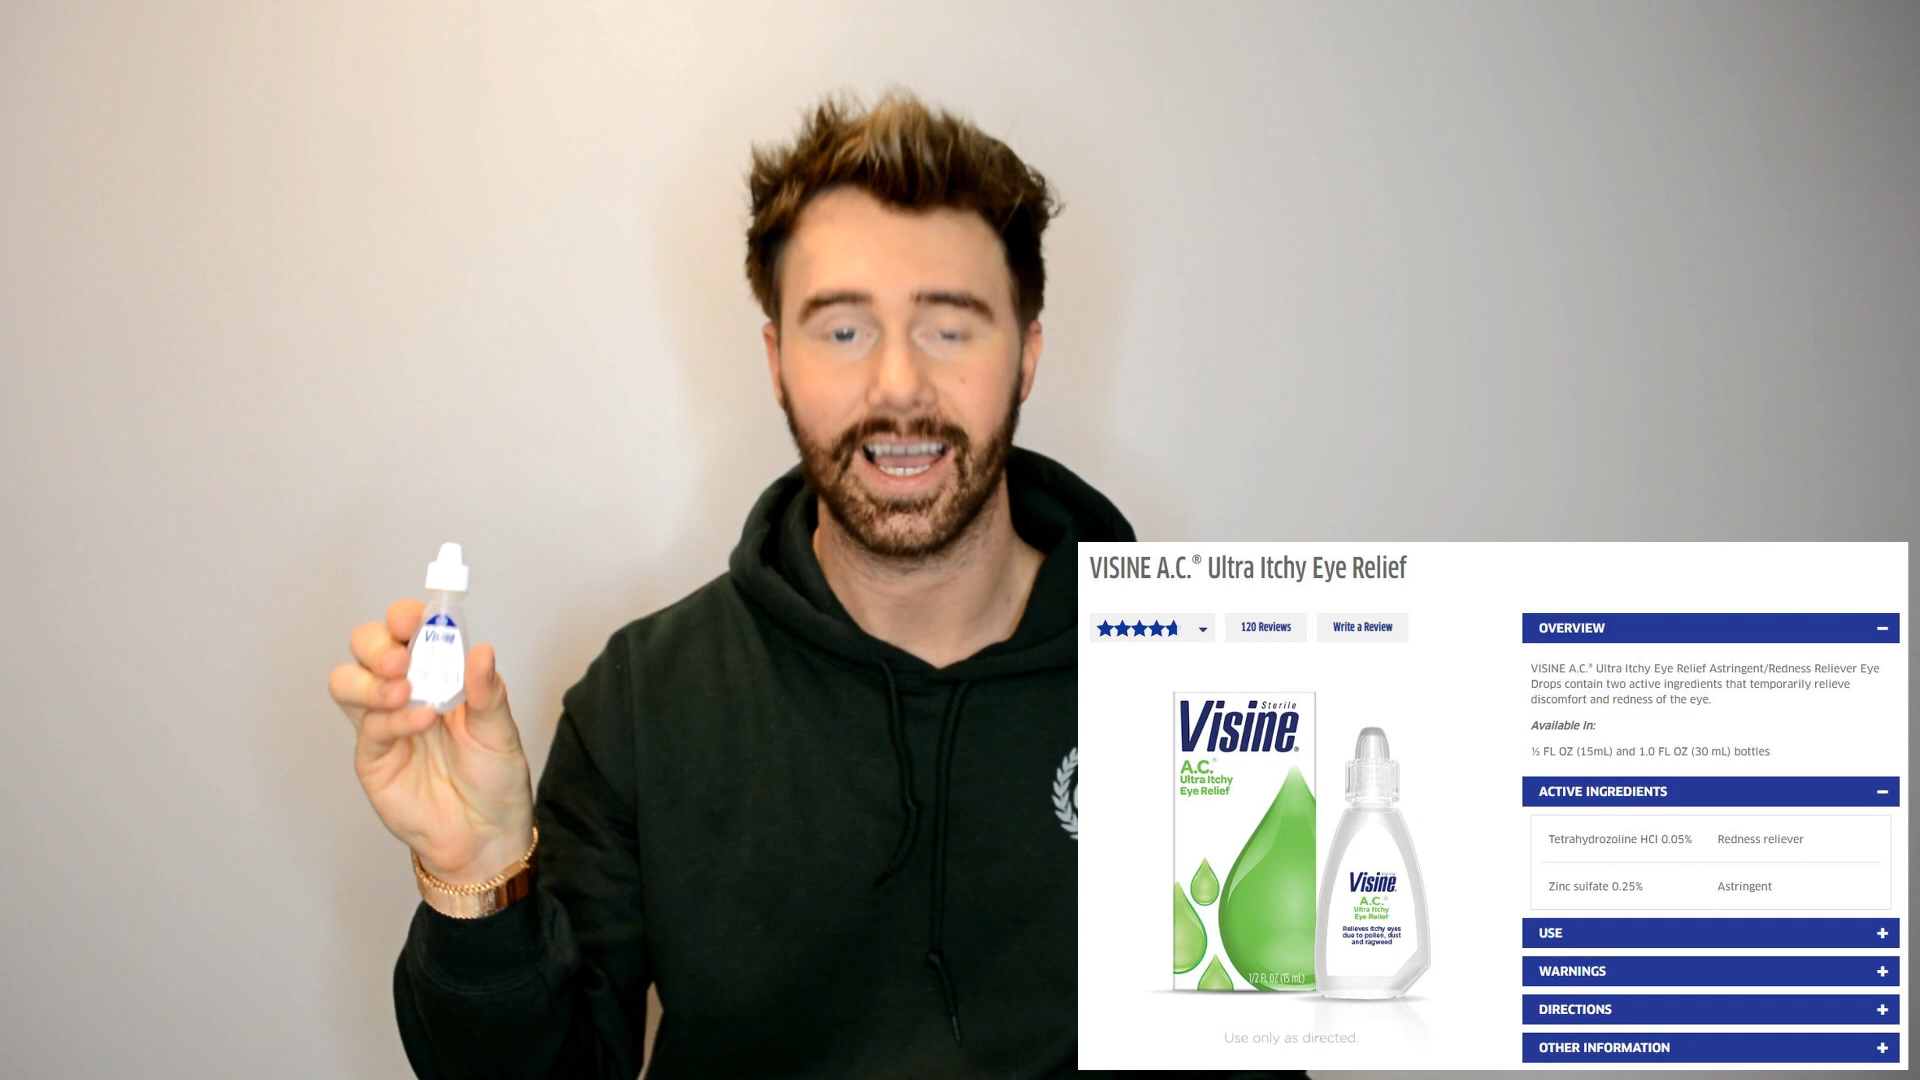 Visine
VISINE A.C.® Ultra Itchy Eye Relief
120 Reviews
Write a Review
Sterile
Visine®
A.C.®
Ultra Itchy
Eye Relief
1/2 FL OZ (15 mL)
Sterile
Visine
A.C.®
Ultra Itchy
Eye Relief
Relieves itchy eyes
due to pollen, dust
and ragweed
Use only as directed.
OVERVIEW
VISINE A.C.® Ultra Itchy Eye Relief Astringent/Redness Reliever Eye
Drops contain two active ingredients that temporarily relieve
discomfort and redness of the eye.
Available In:
½ FL OZ (15mL) and 1.0 FL OZ (30 mL) bottles
ACTIVE INGREDIENTS
Tetrahydrozoline HCl 0.05% Redness reliever
Zinc sulfate 0.25% Astringent
USE
WARNINGS
DIRECTIONS
OTHER INFORMATION